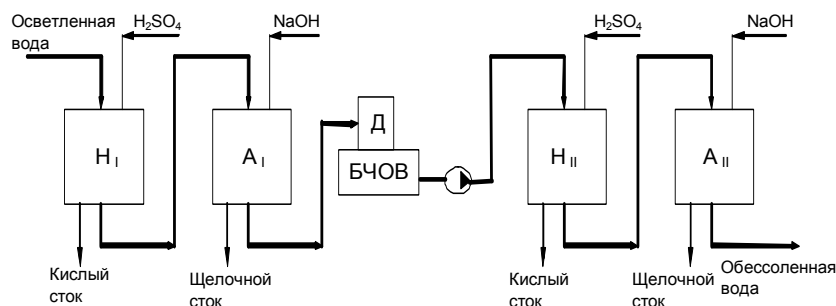 Осветленная
вода
H₂SO₄
NaOH
H₂SO₄
NaOH
Н I
А I
Д
БЧОВ
Н II
А II
Кислый
сток
Щелочной
сток
Кислый
сток
Щелочной
сток
Обессоленная
вода